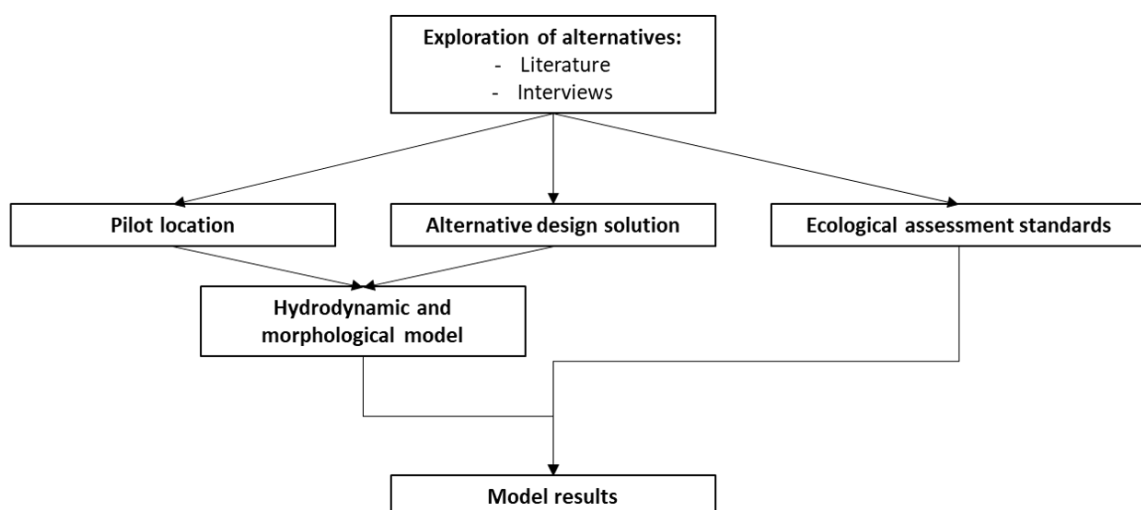 Exploration of alternatives:
- Literature
- Interviews
Pilot location
Alternative design solution
Ecological assessment standards
Hydrodynamic and
morphological model
Model results